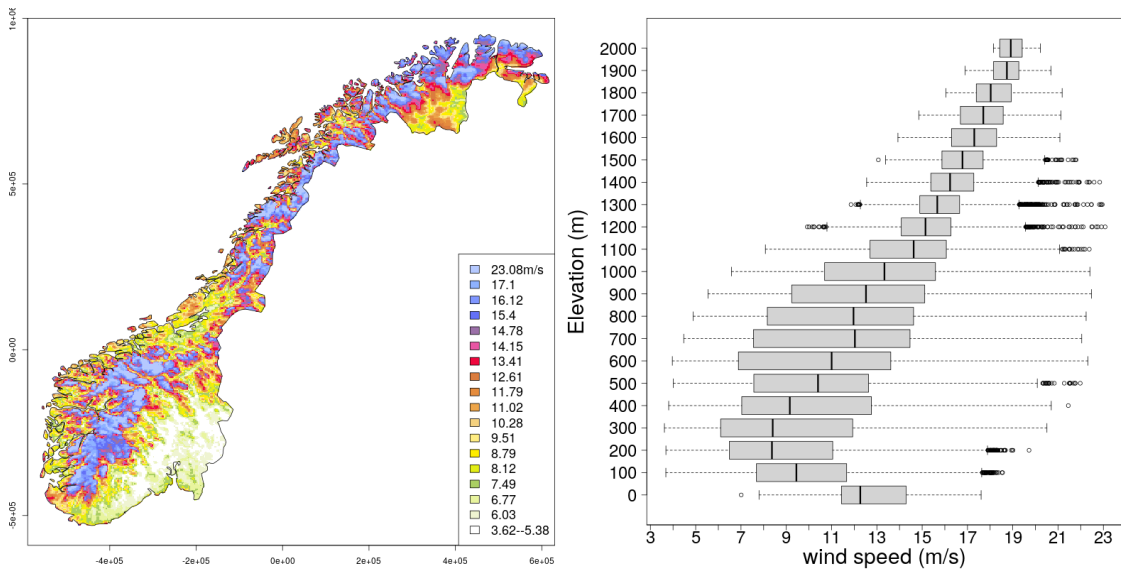 1e+06
5e+05
0e+00
-5e+05
-4e+05
-2e+05
0e+00
2e+05
4e+05
6e+05
23.08m/s
17.1
16.12
15.4
14.78
14.15
13.41
12.61
11.79
11.02
10.28
9.51
8.79
8.12
7.49
6.77
6.03
3.62--5.38
Elevation (m)
2000
1900
1800
1700
1600
1500
1400
1300
1200
1100
1000
900
800
700
600
500
400
300
200
100
0
3 5 7 9 11 13 15 17 19 21 23
wind speed (m/s)